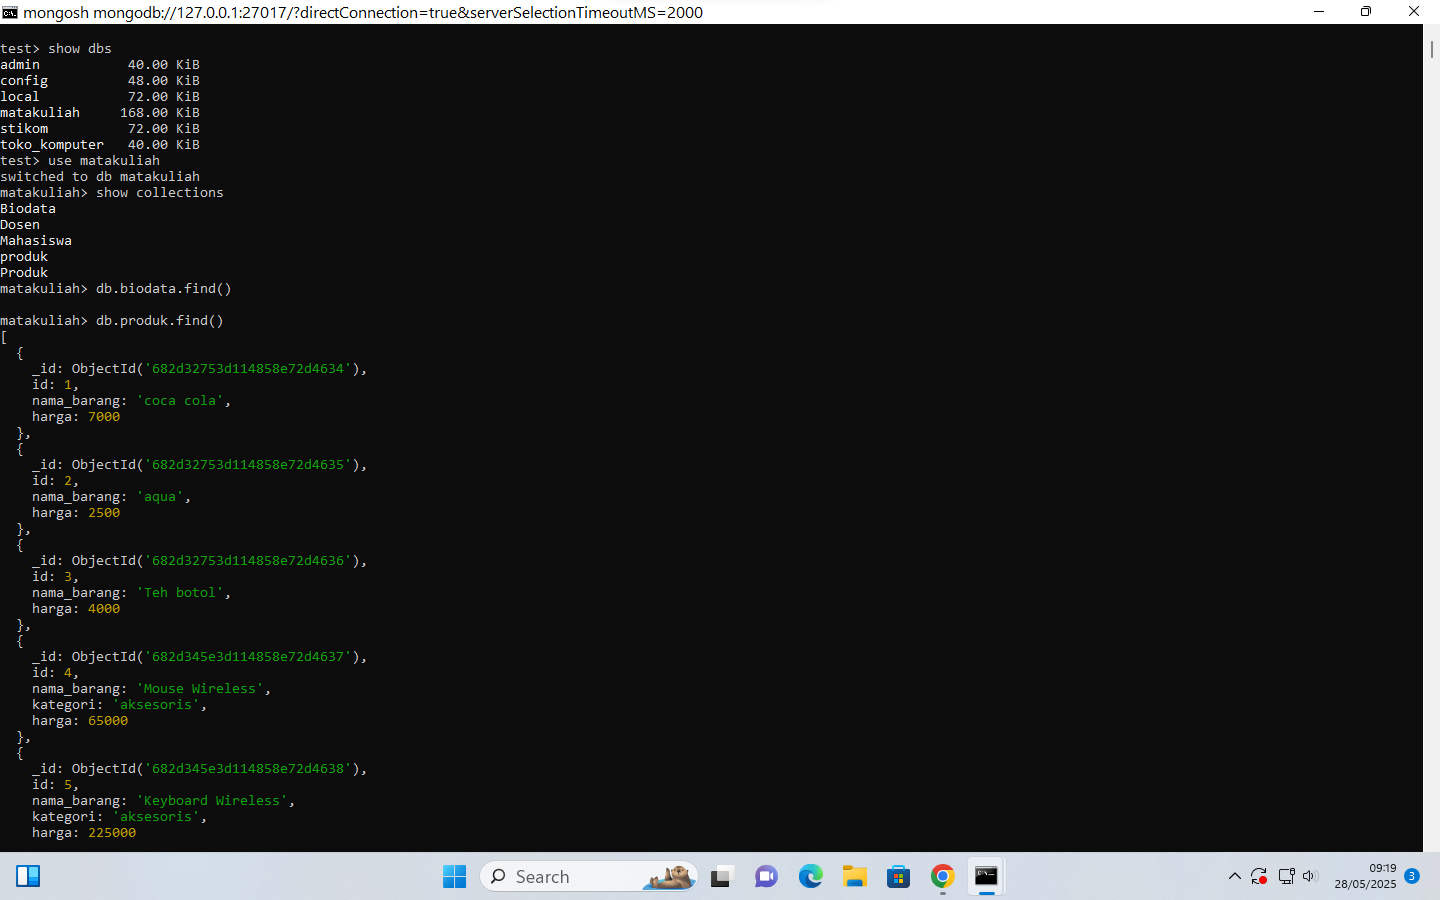 mongosh mongodb://127.0.0.1:27017/?directConnection=true&serverSelectionTimeoutMS=2000
test> show dbs
admin           40.00 KiB
config          48.00 KiB
local           72.00 KiB
matakuliah     168.00 KiB
stikom          72.00 KiB
toko_komputer   40.00 KiB
test> use matakuliah
switched to db matakuliah
matakuliah> show collections
Biodata
Dosen
Mahasiswa
produk
Produk
matakuliah> db.biodata.find()
matakuliah> db.produk.find()
[
  {
    _id: ObjectId('682d32753d114858e72d4634'),
    id: 1,
    nama_barang: 'coca cola',
    harga: 7000
  },
  {
    _id: ObjectId('682d32753d114858e72d4635'),
    id: 2,
    nama_barang: 'aqua',
    harga: 2500
  },
  {
    _id: ObjectId('682d32753d114858e72d4636'),
    id: 3,
    nama_barang: 'Teh botol',
    harga: 4000
  },
  {
    _id: ObjectId('682d345e3d114858e72d4637'),
    id: 4,
    nama_barang: 'Mouse Wireless',
    kategori: 'aksesoris',
    harga: 65000
  },
  {
    _id: ObjectId('682d345e3d114858e72d4638'),
    id: 5,
    nama_barang: 'Keyboard Wireless',
    kategori: 'aksesoris',
    harga: 225000
Search
09:19
28/05/2025
3